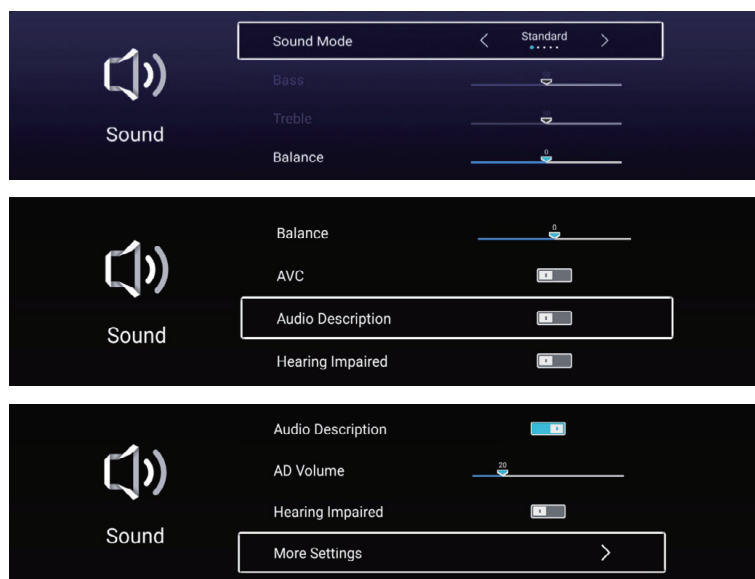 Sound Mode
Standard
Bass
Treble
Balance
0
Sound
Balance
0
AVC
Audio Description
Hearing Impaired
Sound
Audio Description
AD Volume
20
Hearing Impaired
More Settings
Sound